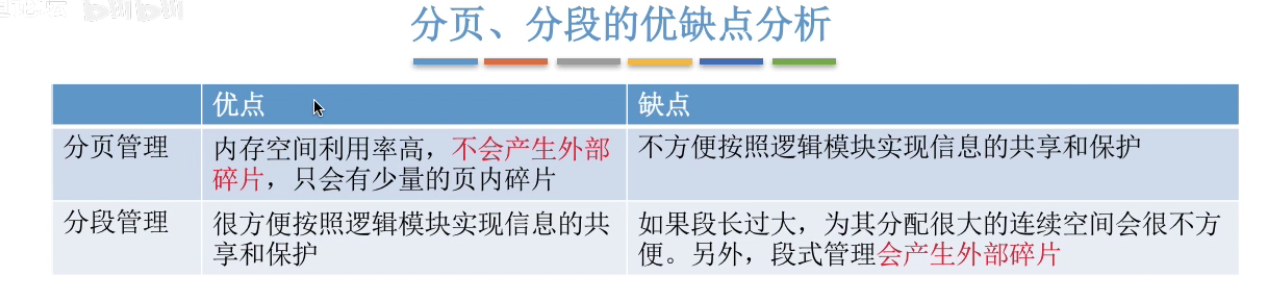 分页、分段的优缺点分析
优点
缺点
分页管理
内存空间利用率高，不会产生外部
碎片，只会有少量的页内碎片
不方便按照逻辑模块实现信息的共享和保护
分段管理
很方便按照逻辑模块实现信息的共
享和保护
如果段长过大，为其分配很大的连续空间会很不方
便。另外，段式管理会产生外部碎片